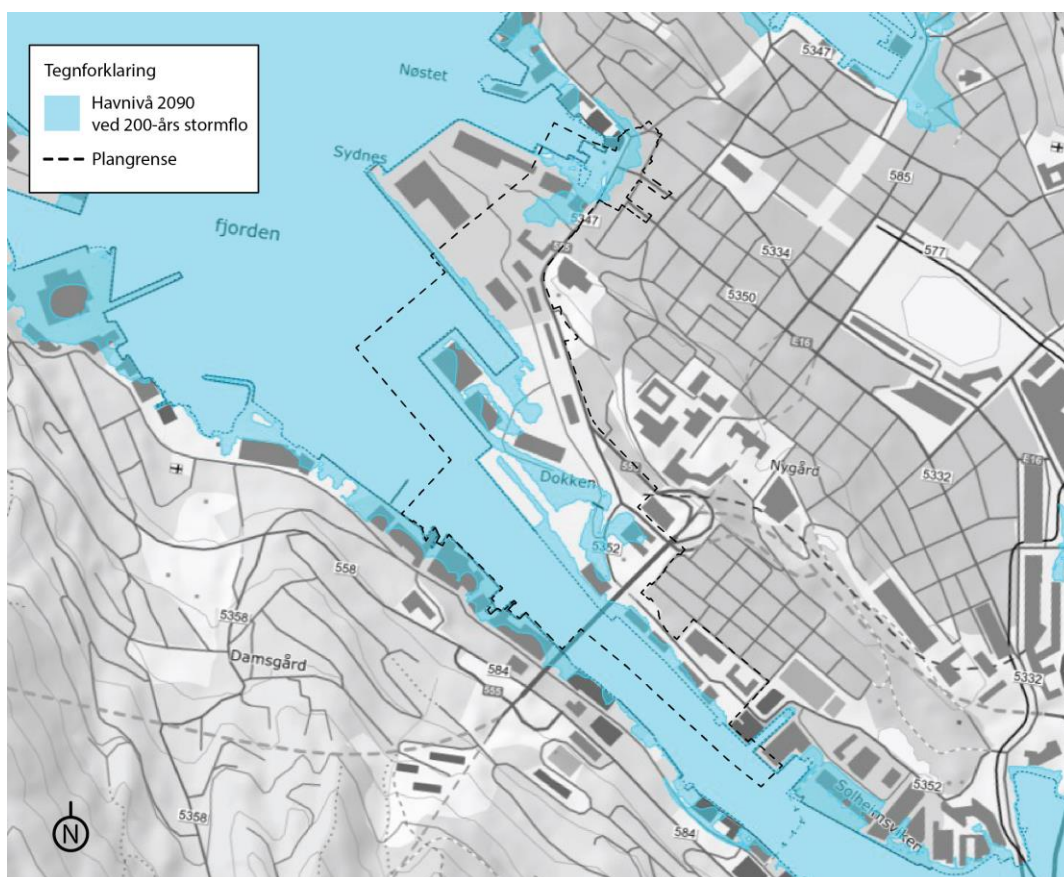 Tegnforklaring
Havnivå 2090
ved 200-års stormflo
Plangrense
Nøstet
5347
Sydnes
585
fjorden
5347
577
5334
5350
E16
E16
5332
Nygård
Dokken
5352
558
5358
Damsgård
584
555
5332
5352
Solheimsviken
5358
584
N